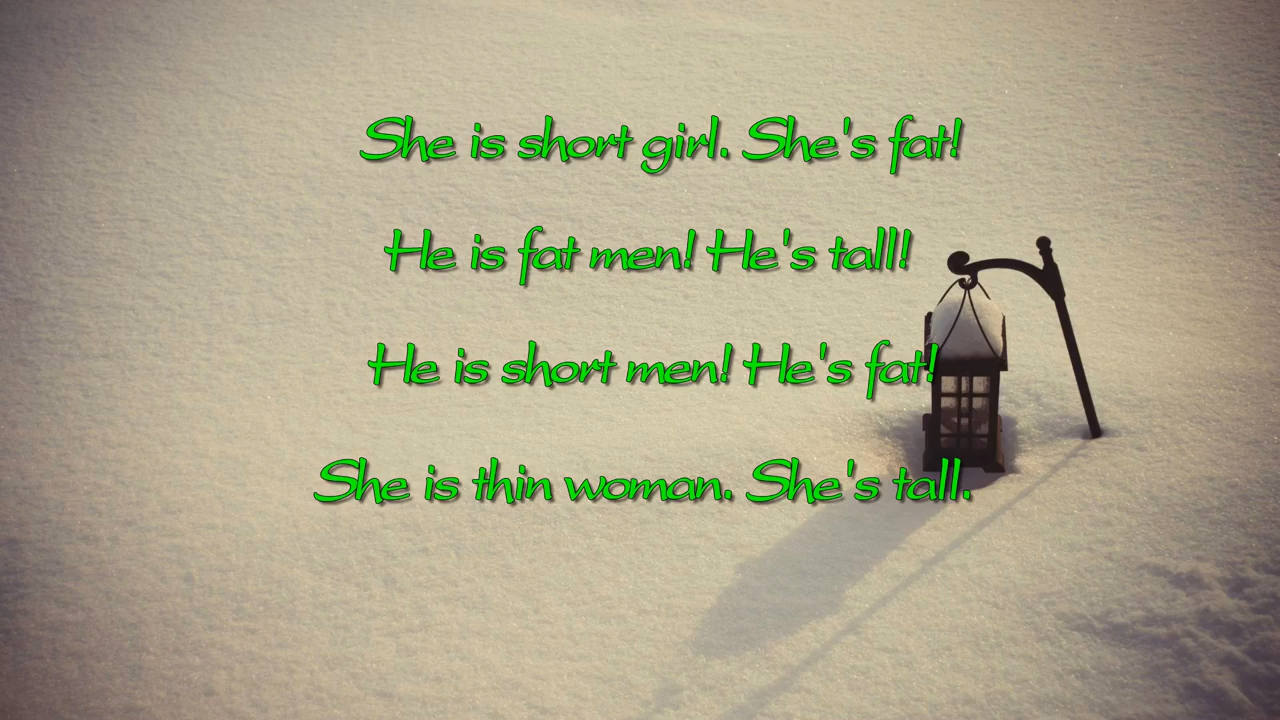 She is short girl. She's fat!
He is fat men! He's tall!
He is short men! He's fat!
She is thin woman. She's tall.